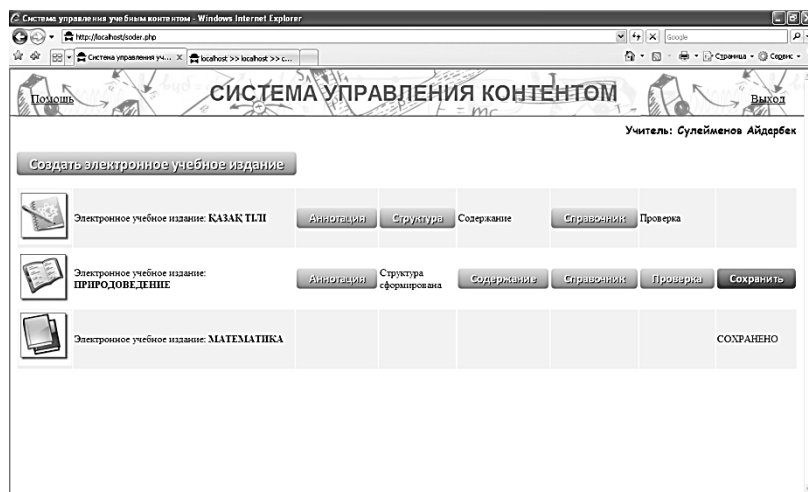 Система управления учебным контентом - Windows Internet Explorer
http://localhost/soder.php
Google
Система управления уч... X localhost >> localhost >> c...
Страница Сервис
Помощь
СИСТЕМА УПРАВЛЕНИЯ КОНТЕНТОМ
Выход
Учитель: Сулейменов Айдарбек
Создать электронное учебное издание
Электронное учебное издание: ҚАЗАҚ ТІЛІ Аннотация Структура Содержание Справочник Проверка
Электронное учебное издание:
ПРИРОДОВЕДЕНИЕ
Аннотация
Структура
сформирована
Содержание Справочник Проверка Сохранить
Электронное учебное издание: МАТЕМАТИКА СОХРАНЕНО